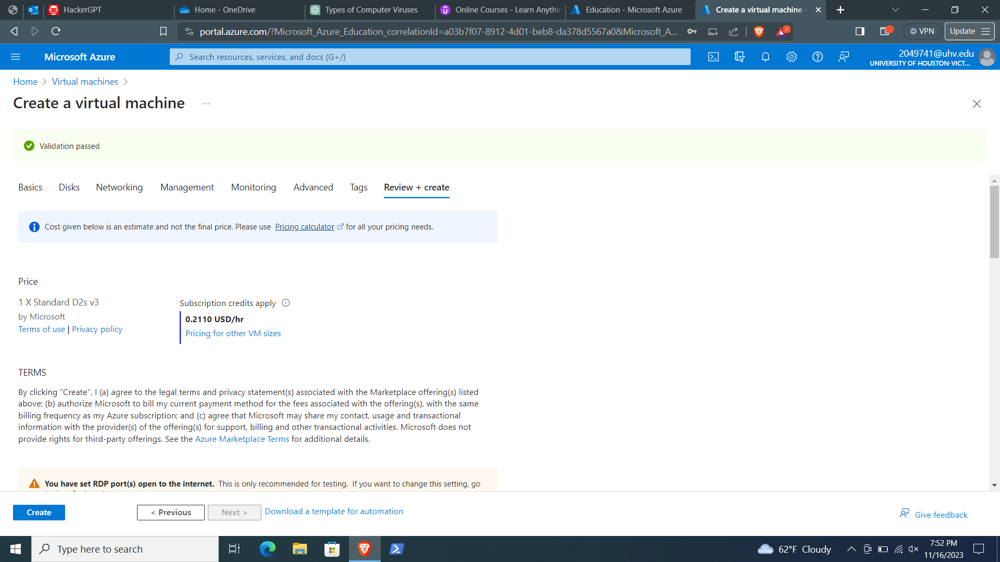 HackerGPT
Home - OneDrive
Types of Computer Viruses
Online Courses - Learn Anythin
Education - Microsoft Azure
Create a virtual machine -
portal.azure.com/?Microsoft_Azure_Education_correlationId=a03b7f07-8912-4d01-beb8-da378d5567a0&Microsoft_A...
1
VPN
Update
Microsoft Azure
Search resources, services, and docs (G+/)
2049741@uhv.edu
UNIVERSITY OF HOUSTON-VICT...
Home > Virtual machines >
Create a virtual machine ...
Validation passed
Basics Disks Networking Management Monitoring Advanced Tags Review + create
Cost given below is an estimate and not the final price. Please use Pricing calculator for all your pricing needs.
Price
1 X Standard D2s v3
by Microsoft
Terms of use | Privacy policy
Subscription credits apply
0.2110 USD/hr
Pricing for other VM sizes
TERMS
By clicking "Create", I (a) agree to the legal terms and privacy statement(s) associated with the Marketplace offering(s) listed
above; (b) authorize Microsoft to bill my current payment method for the fees associated with the offering(s), with the same
billing frequency as my Azure subscription; and (c) agree that Microsoft may share my contact, usage and transactional
information with the provider(s) of the offering(s) for support, billing and other transactional activities. Microsoft does not
provide rights for third-party offerings. See the Azure Marketplace Terms for additional details.
You have set RDP port(s) open to the internet. This is only recommended for testing. If you want to change this setting, go
Create
< Previous
Next >
Download a template for automation
Give feedback
Type here to search
62°F Cloudy
7:52 PM
11/16/2023